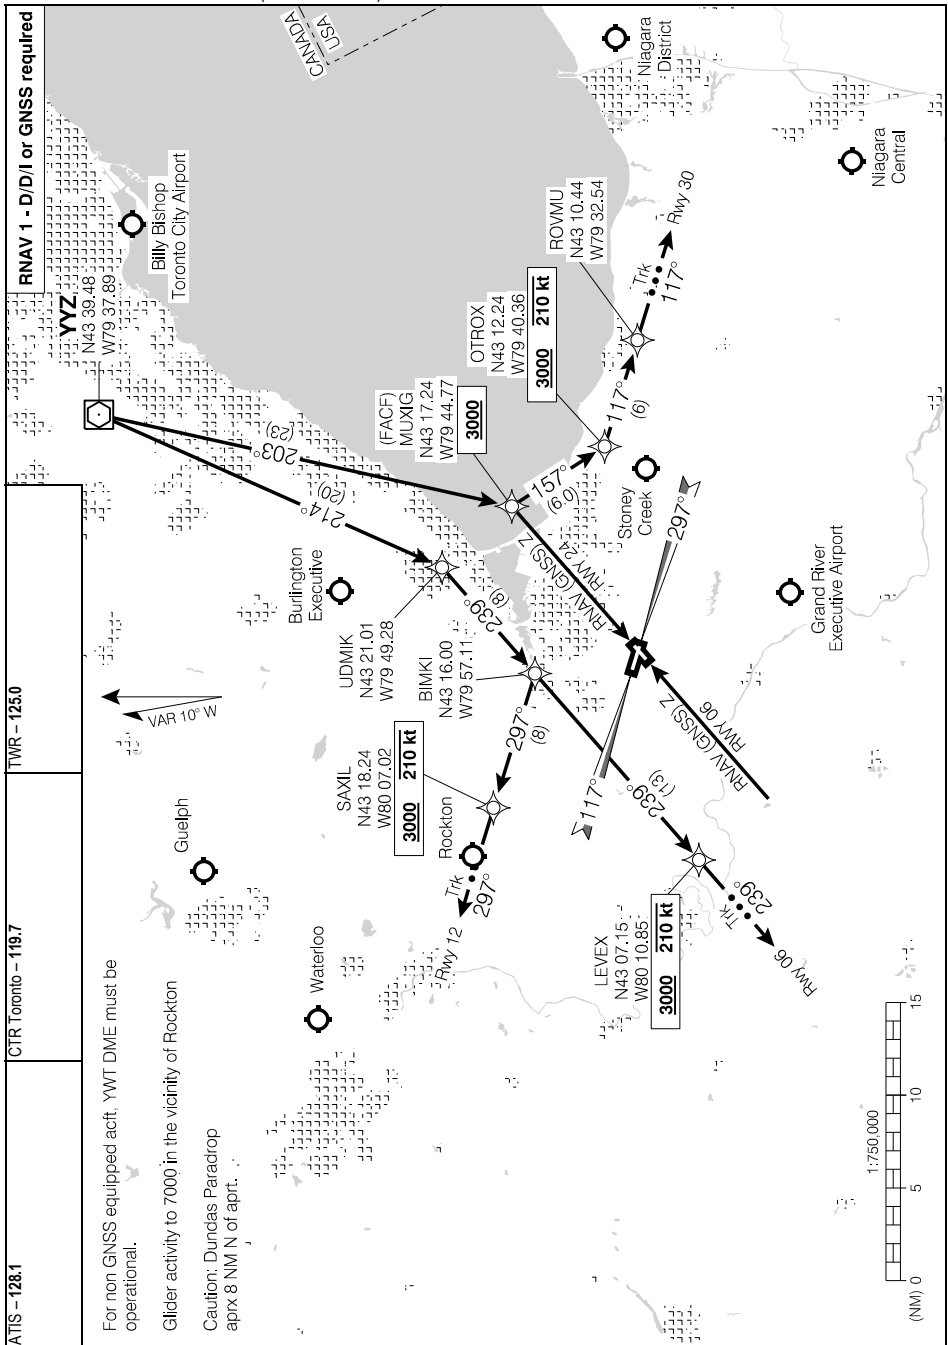 ATIS – 128.1
CTR Toronto – 119.7
TWR – 125.0
RNAV 1 - D/D/I or GNSS required
For non GNSS equipped acft, YWT DME must be
operational.
Glider activity to 7000 in the vicinity of Rockton
Caution: Dundas Paradrop
aprx 8 NM N of aprt.
VAR 10° W
YYZ
N43 39.48
W79 37.89
Billy Bishop
Toronto City Airport
CANADA
USA
Guelph
Waterloo
Burlington
Executive
214°
(20)
203°
(23)
UDMIK
N43 21.01
W79 49.28
239°
(8)
BIMKI
N43 16.00
W79 57.11
(FACF)
MUXIG
N43 17.24
W79 44.77
3000
SAXIL
N43 18.24
W80 07.02
3000 210 kt
297°
(8)
Rockton
Trk
297°
Rwy 12
157°
(6.0)
OTROX
N43 12.24
W79 40.36
3000 210 kt
117°
(6)
ROVMU
N43 10.44
W79 32.54
Trk
117°
Rwy 30
RNAV (GNSS) Z
RWY 24
Stoney
Creek
297°
117°
239°
(13)
LEVEX
N43 07.15
W80 10.85
3000 210 kt
Trk
239°
Rwy 06
RNAV (GNSS) Z
RWY 06
Grand River
Executive Airport
Niagara
District
Niagara
Central
1:750,000
(NM) 0 5 10 15